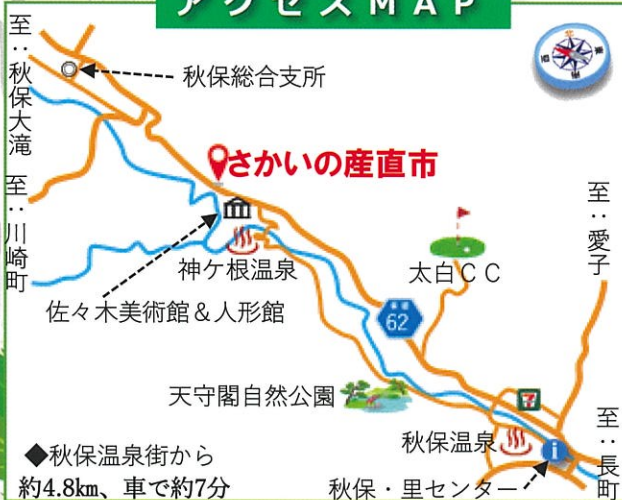 アクセスMAP
至：秋保大滝
秋保総合支所
さかいの産直市
至：川崎町
神ケ根温泉
佐々木美術館＆人形館
太白ＣＣ
至：愛子
62
天守閣自然公園
7
秋保温泉
i
至：長町
秋保・里センター
◆秋保温泉街から
約4.8㎞、車で約7分